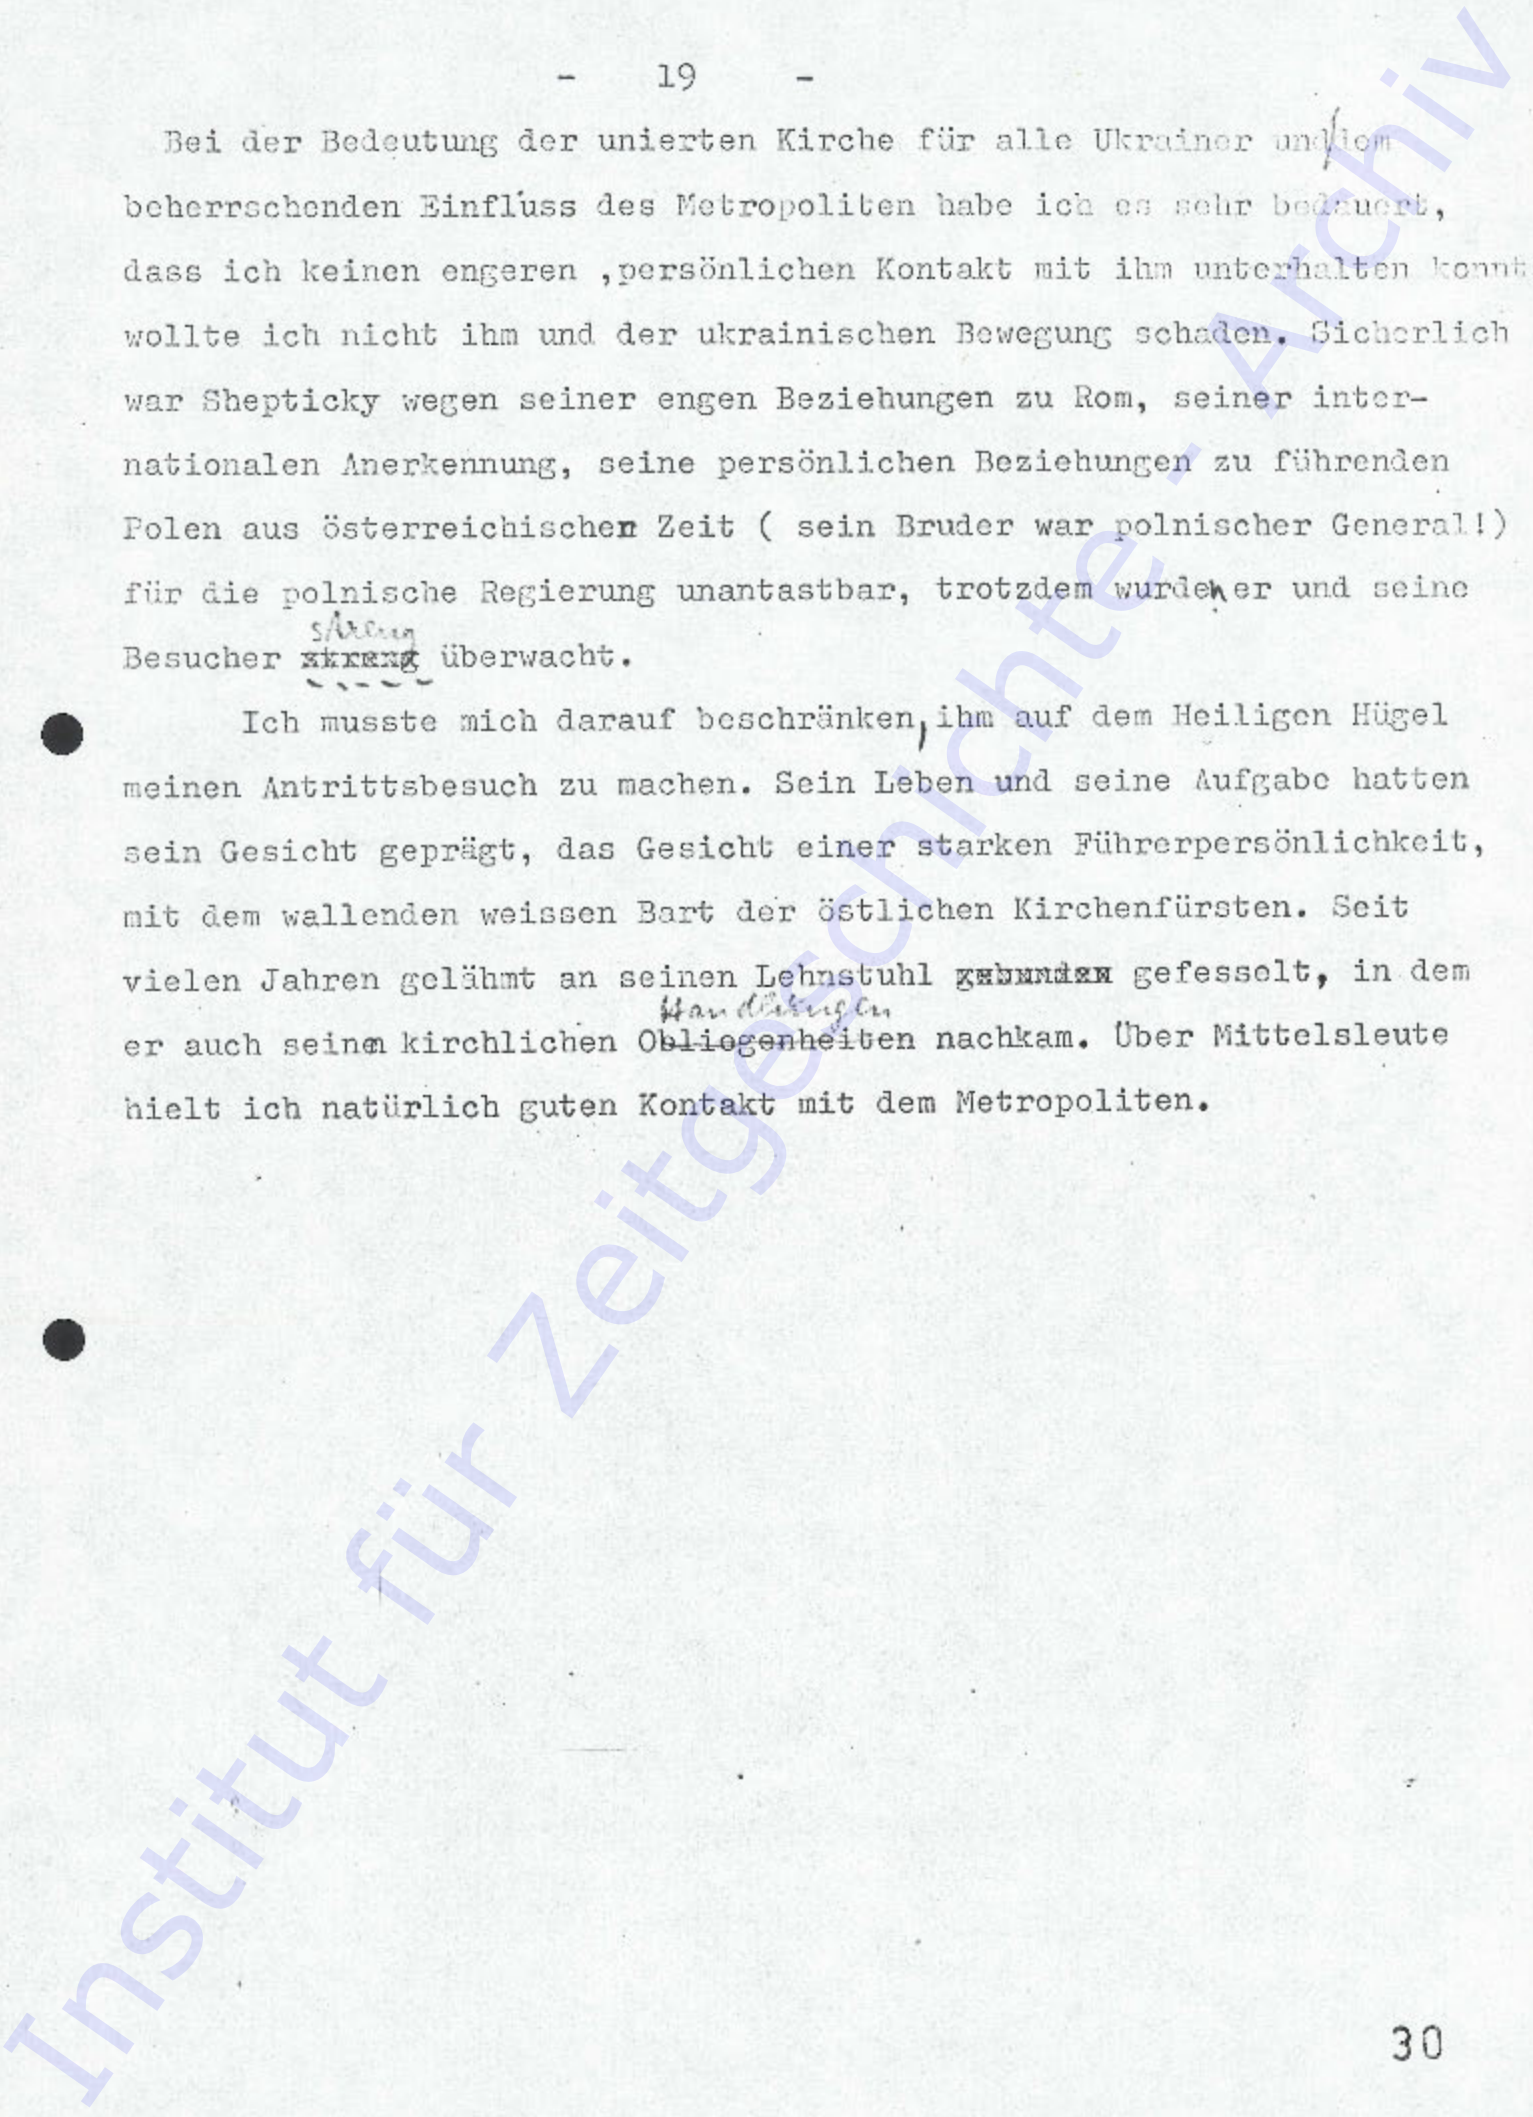 - 19 -
Bei der Bedeutung der unierten Kirche für alle Ukrainer und dem
beherrschenden Einfluss des Metropoliten habe ich es sehr bedauert,
dass ich keinen engeren ,persönlichen Kontakt mit ihm unterhalten konnt
wollte ich nicht ihm und der ukrainischen Bewegung schaden. Sicherlich
war Shepticky wegen seiner engen Beziehungen zu Rom, seiner inter-
nationalen Anerkennung, seine persönlichen Beziehungen zu führenden
Polen aus österreichischen Zeit ( sein Bruder war polnischer General!)
für die polnische Regierung unantastbar, trotzdem wurden er und seine
streng
Besucher streng überwacht.
Ich musste mich darauf beschränken, ihm auf dem Heiligen Hügel
meinen Antrittsbesuch zu machen. Sein Leben und seine Aufgabe hatten
sein Gesicht geprägt, das Gesicht einer starken Führerpersönlichkeit,
mit dem wallenden weissen Bart der östlichen Kirchenfürsten. Seit
vielen Jahren gelähmt an seinen Lehnstuhl gebunden gefesselt, in dem
Handlungen
er auch seinen kirchlichen Obliogenheiten nachkam. Über Mittelsleute
hielt ich natürlich guten Kontakt mit dem Metropoliten.
30
Institut für Zeitgeschichte - Archiv